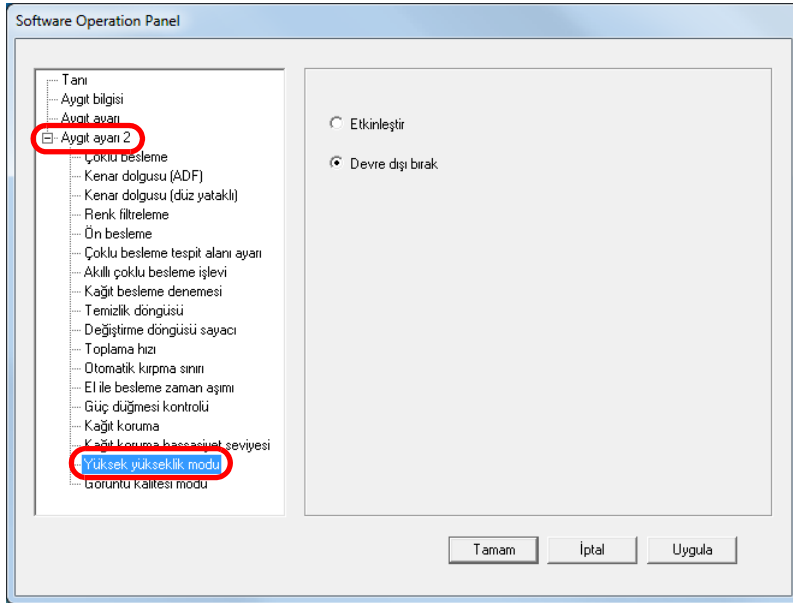 Software Operation Panel
Tanı
Aygıt bilgisi
Aygıt ayarı
Aygıt ayarı 2
Çoklu besleme
Kenar dolgusu (ADF)
Kenar dolgusu (düz yataklı)
Renk filtreleme
Ön besleme
Çoklu besleme tespit alanı ayarı
Akıllı çoklu besleme işlevi
Kağıt besleme denemesi
Temizlik döngüsü
Değiştirme döngüsü sayacı
Toplama hızı
Otomatik kırpma sınırı
El ile besleme zaman aşımı
Güç düğmesi kontrolü
Kağıt koruma
Kağıt koruma hassasiyet seviyesi
Yüksek yükseklik modu
Görüntü kalitesi modu
Etkinleştir
Devre dışı bırak
Tamam
İptal
Uygula